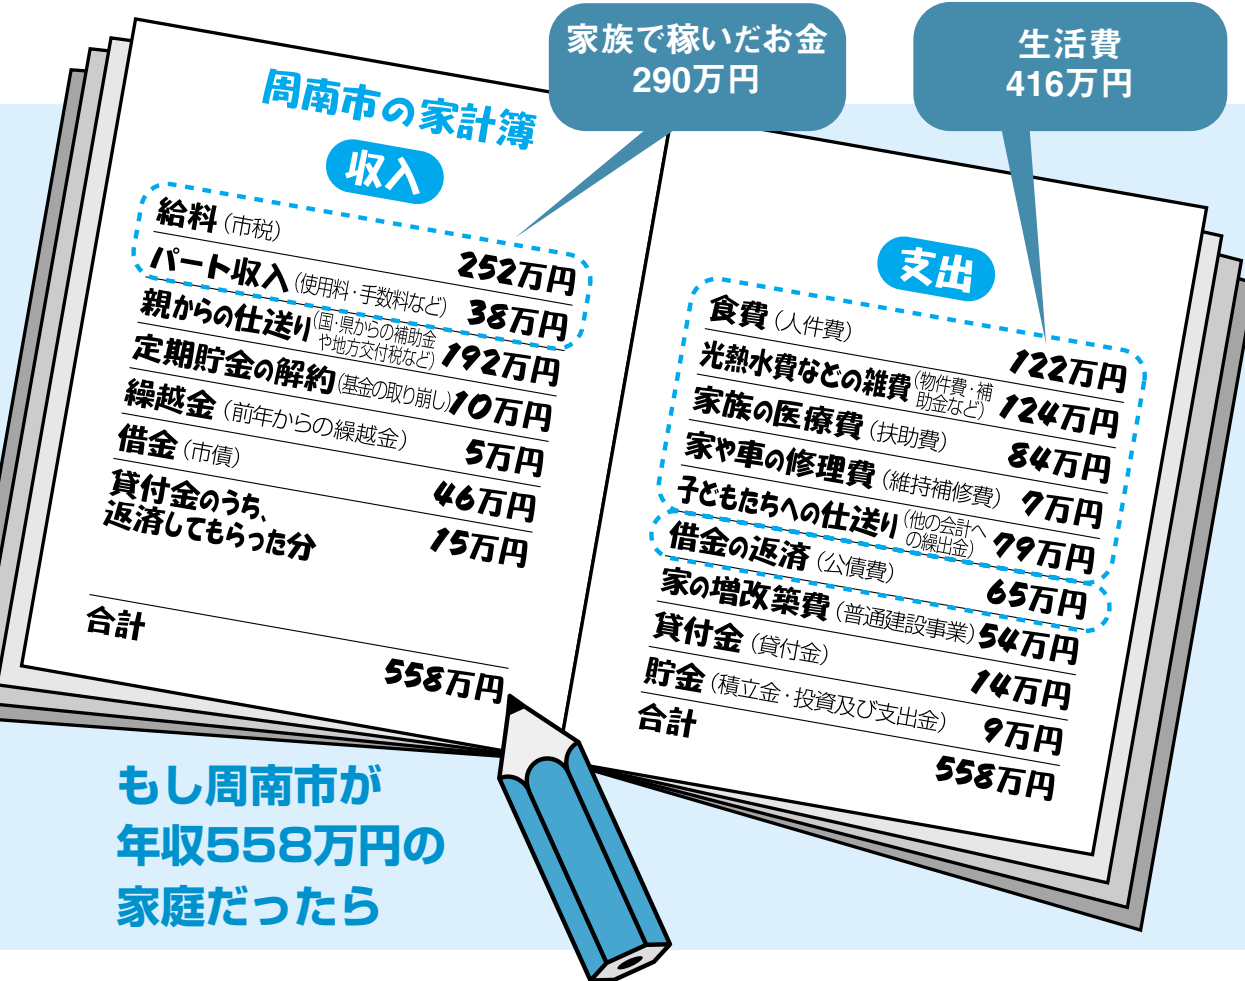 家族で稼いだお金
290万円
生活費
416万円
周南市の家計簿
収入
給料（市税）
252万円
パート収入（使用料・手数料など）
38万円
親からの仕送り（国・県からの補助金
や地方交付税など）
192万円
定期貯金の解約（基金の取り崩し）
10万円
繰越金（前年からの繰越金）
5万円
借金（市債）
46万円
貸付金のうち、
返済してもらった分
15万円
合計
558万円
支出
食費（人件費）
122万円
光熱水費などの雑費（物件費・補
助金など）
124万円
家族の医療費（扶助費）
84万円
家や車の修理費（維持補修費）
7万円
子どもたちへの仕送り（他の会計へ
の繰出金）
79万円
借金の返済（公債費）
65万円
家の増改築費（普通建設事業）
54万円
貸付金（貸付金）
14万円
貯金（積立金・投資及び支出金）
9万円
合計
558万円
もし周南市が
年収558万円の
家庭だったら